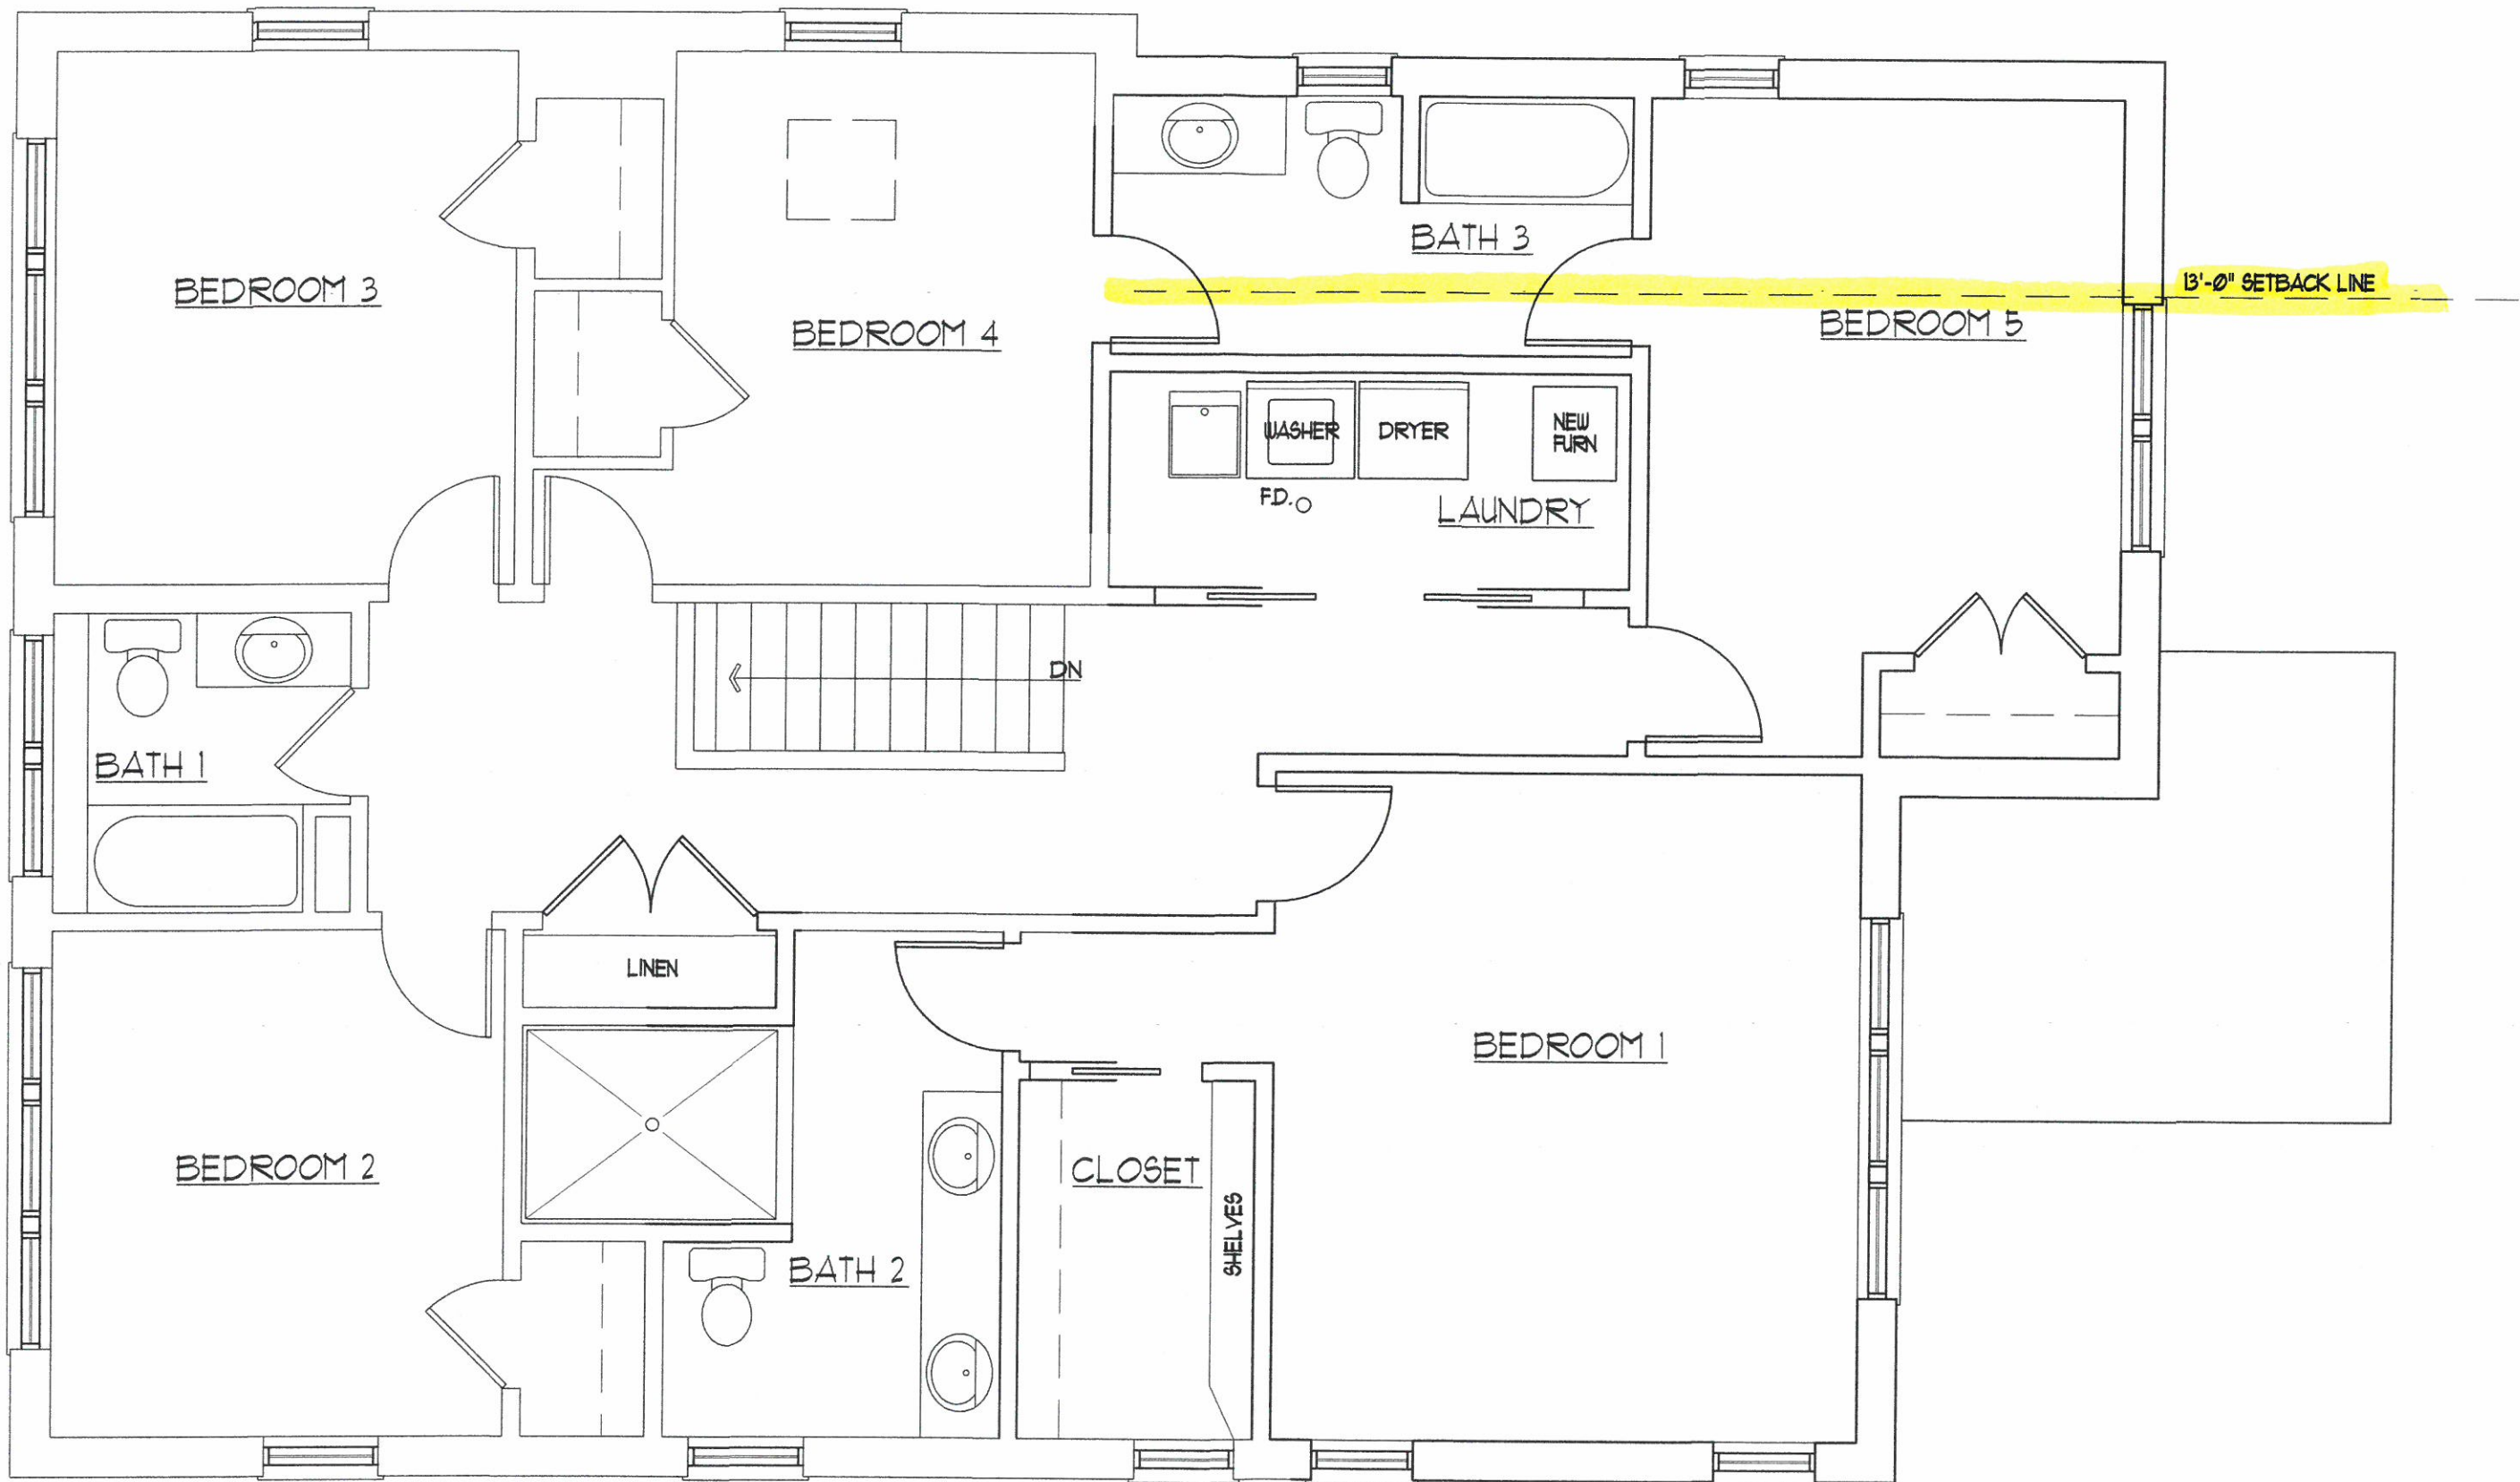 13'-0" SETBACK LINE
BATH 3
BEDROOM 3
BEDROOM 4
BEDROOM 5
WASHER
DRYER
NEW
FURN
F.D.
LAUNDRY
DN
BATH 1
LINEN
BEDROOM 1
BEDROOM 2
CLOSET
SHELVES
BATH 2